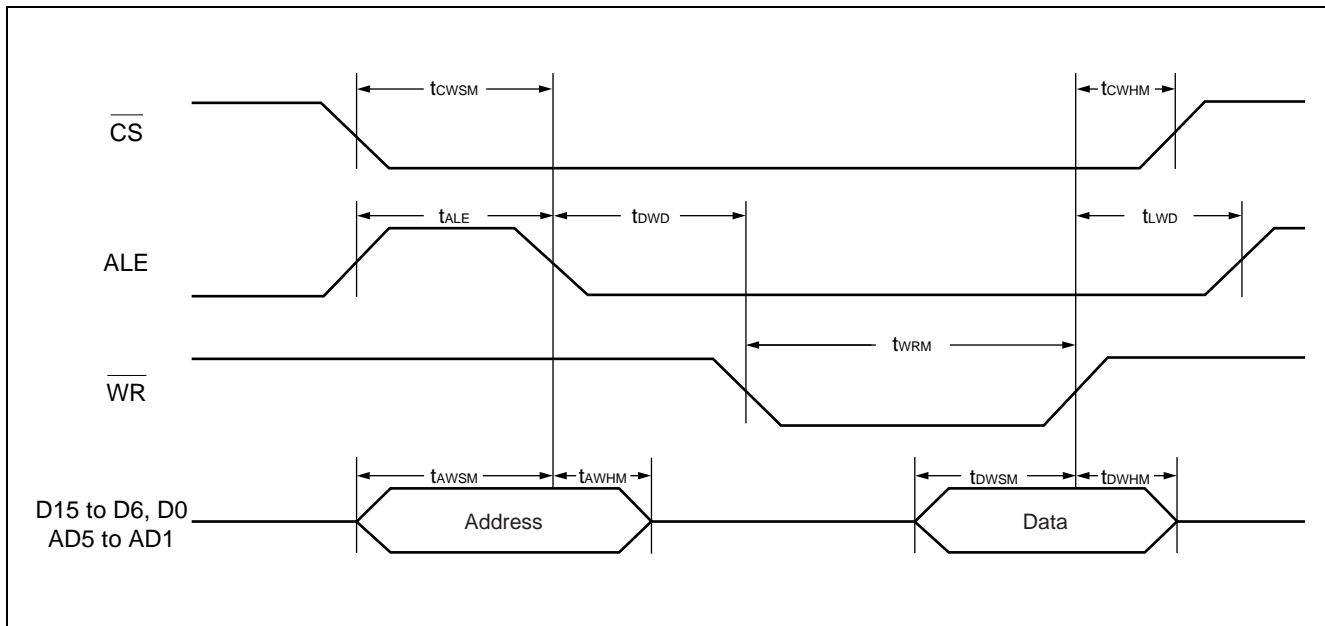 tCWSM
tCWHM
CS
tALE
tDWD
tLWD
ALE
tWRM
WR
tAWSM
tAWHM
tDWSM
tDWHM
D15 to D6, D0
AD5 to AD1
Address
Data